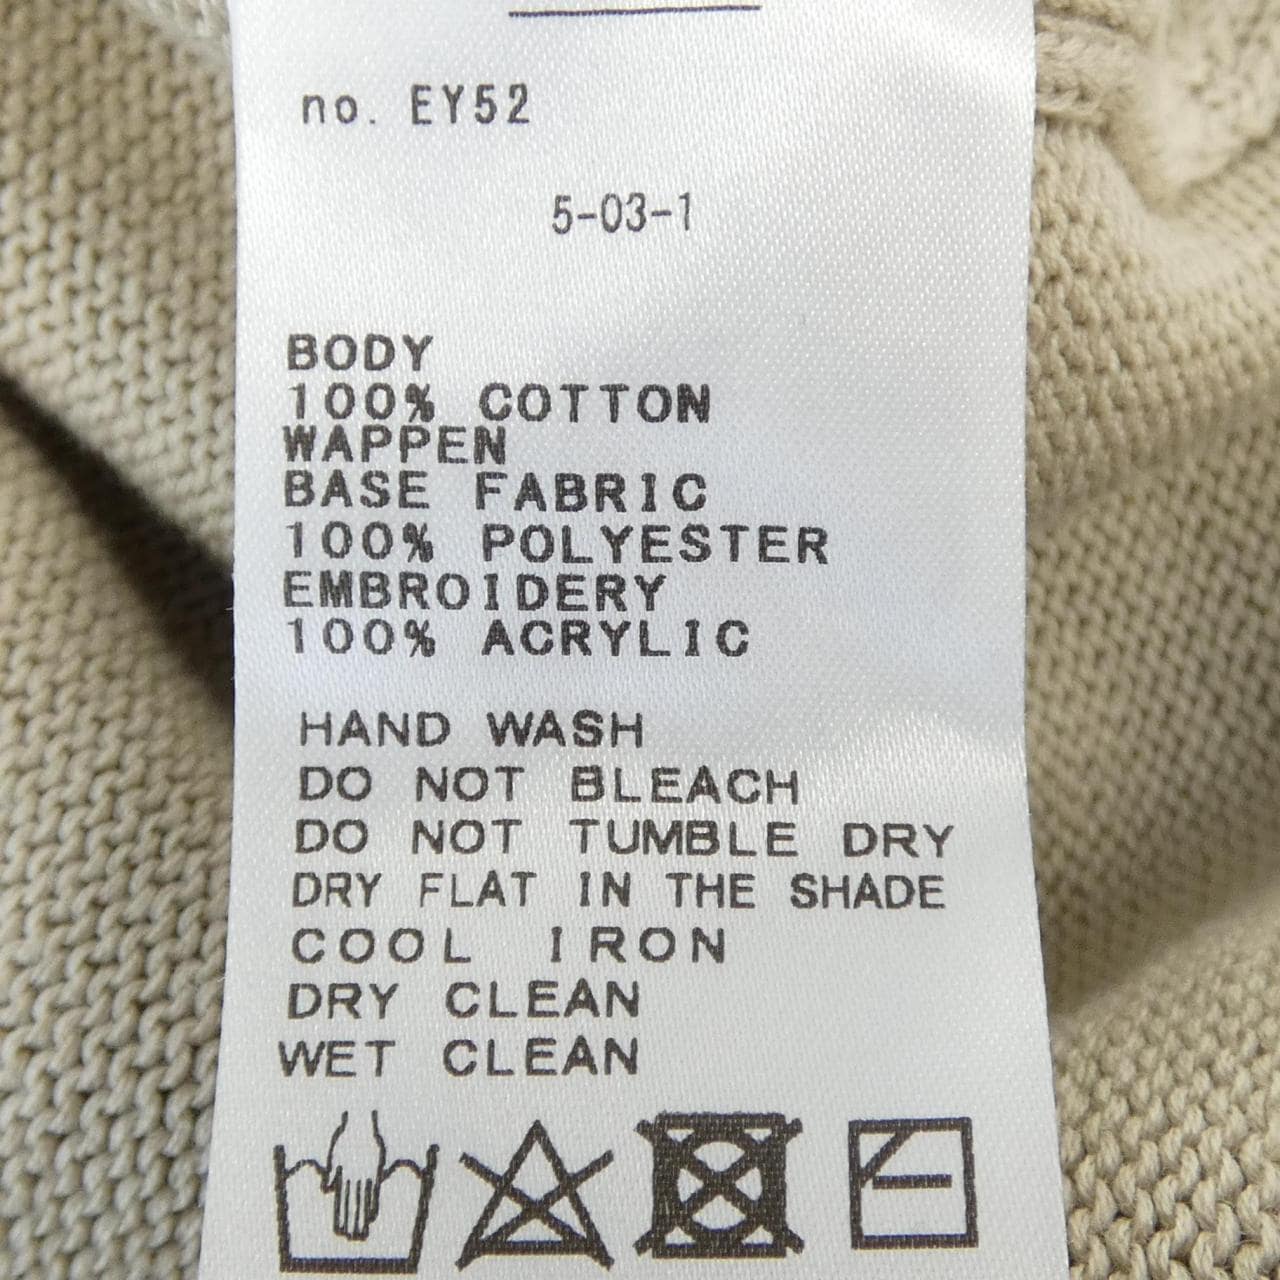 no. EY52
5-03-1
BODY
100% COTTON
WAPPEN
BASE FABRIC
100% POLYESTER
EMBROIDERY
100% ACRYLIC
HAND WASH
DO NOT BLEACH
DO NOT TUMBLE DRY
DRY FLAT IN THE SHADE
COOL IRON
DRY CLEAN
WET CLEAN